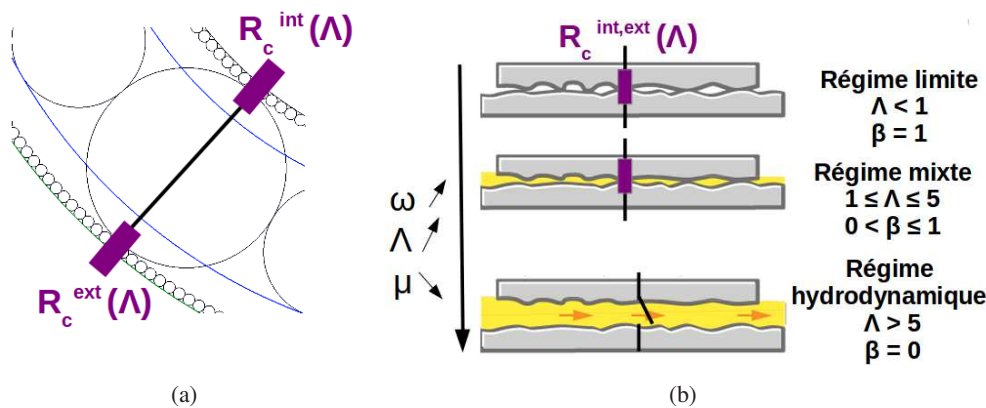 R_c^int (Λ)
R_c^ext (Λ)
(a)
R_c^int,ext (Λ)
ω
Λ
μ
Régime limite
Λ < 1
β = 1
Régime mixte
1 ≤ Λ ≤ 5
0 < β ≤ 1
Régime
hydrodynamique
Λ > 5
β = 0
(b)